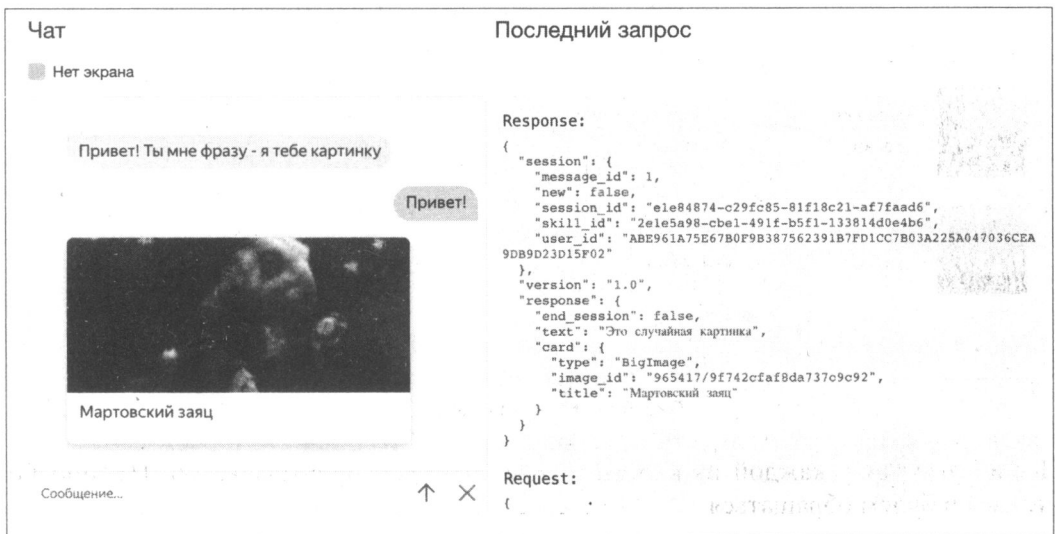 Чат
Нет экрана
Привет! Ты мне фразу - я тебе картинку
Привет!
Мартовский заяц
Сообщение...
Последний запрос
Response:
{
"session": {
"message_id": 1,
"new": false,
"session_id": "e1e84874-c29fc85-81f18c21-af7faad6",
"skill_id": "2e1e5a98-cbe1-491f-b5f1-133814d0e4b6",
"user_id": "ABE961A75E67B0F9B387562391B7FD1CC7B03A225A047036CEA
9DB9D23D15F02"
},
"version": "1.0",
"response": {
"end_session": false,
"text": "Это случайная картинка",
"card": {
"type": "BigImage",
"image_id": "965417/9f742cfaf8da737c9c92",
"title": "Мартовский заяц"
}
}
}
Request:
{